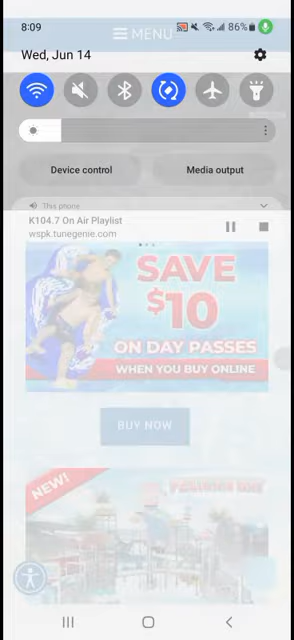 8:09
86%
MENU
Wed, Jun 14
Device control
Media output
This phone
K104.7 On Air Playlist
wspk.tunegenie.com
SAVE
$10
ON DAY PASSES
WHEN YOU BUY ONLINE
BUY NOW
NEW!